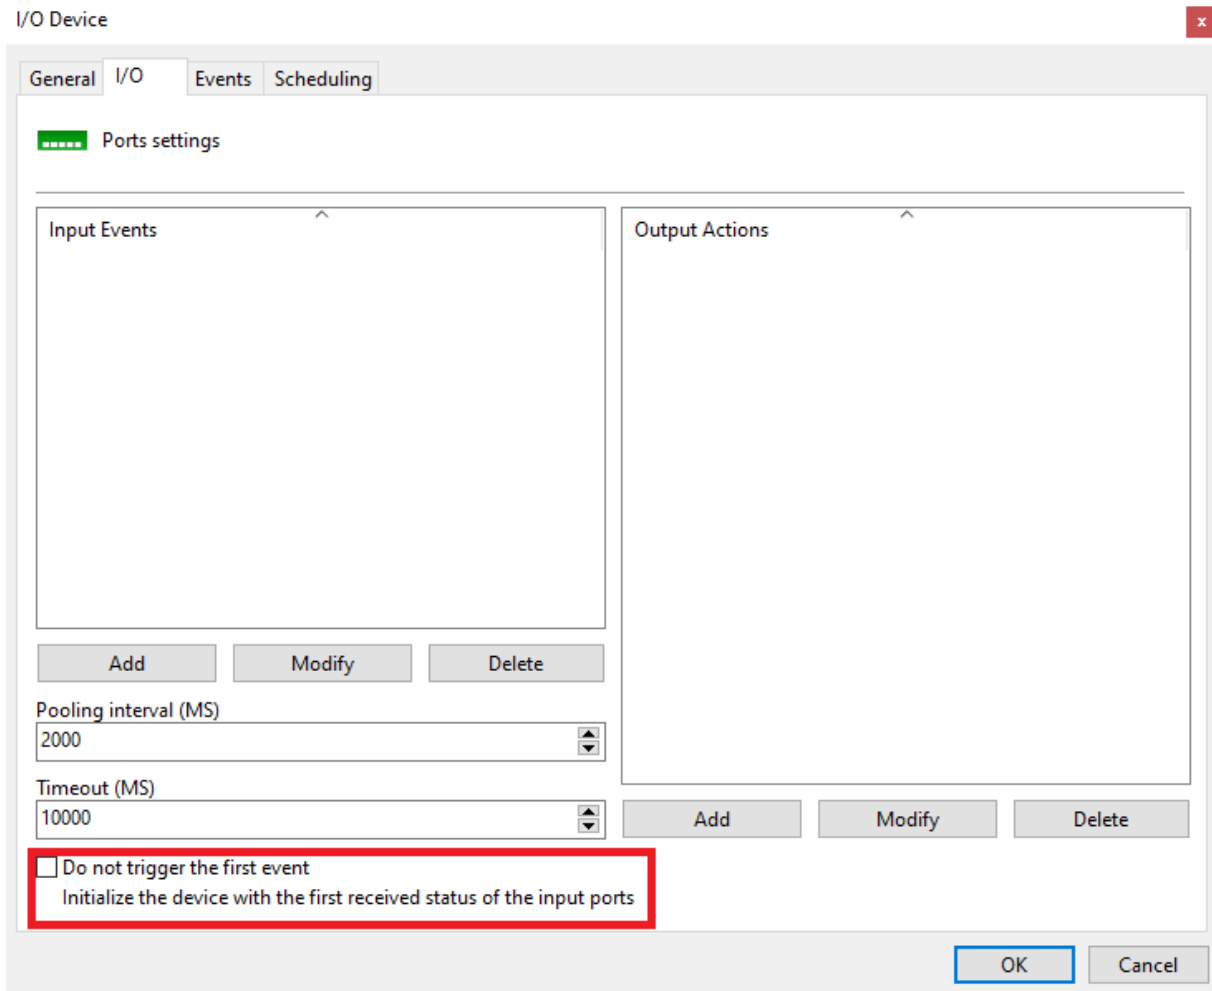 I/O Device
x
General I/O Events Scheduling
Ports settings
Input Events
Output Actions
Add Modify Delete
Pooling interval (MS)
2000
Timeout (MS)
10000
Add Modify Delete
Do not trigger the first event
Initialize the device with the first received status of the input ports
OK Cancel